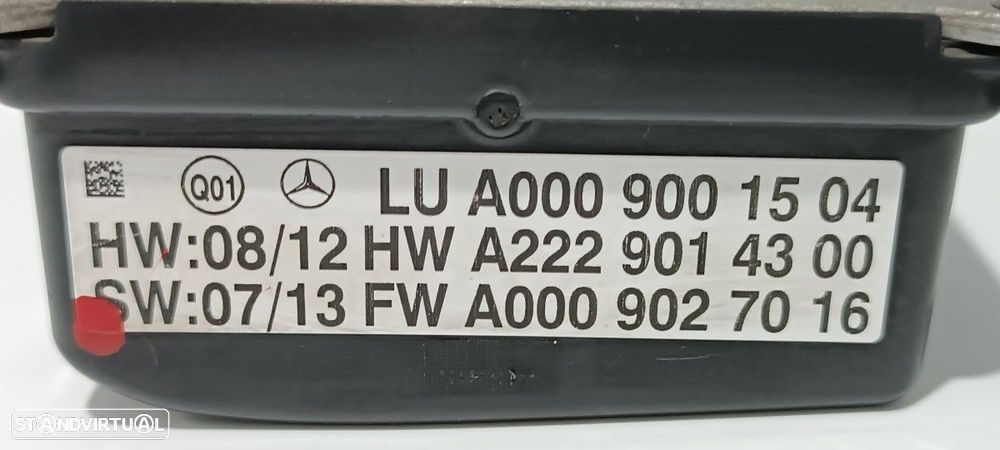 Q01 LU A000 900 15 04
HW:08/12 HW A222 901 43 00
SW:07/13 FW A000 902 70 16
STANDVIRTUAL